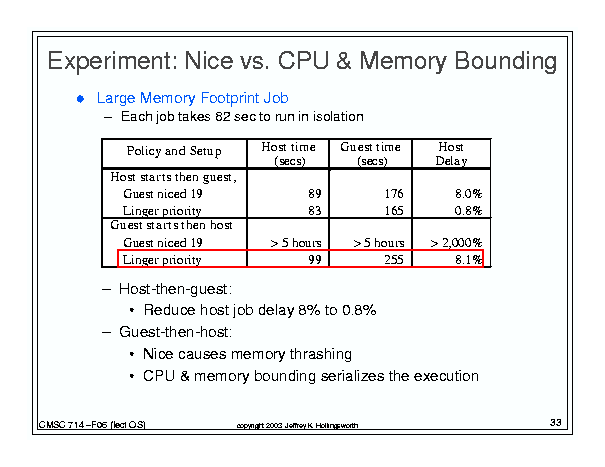 Experiment: Nice vs. CPU & Memory Bounding
Large Memory Footprint Job
– Each job takes 82 sec to run in isolation
Policy and Setup Host time (secs) Guest time (secs) Host Delay
Host starts then guest,
Guest niced 19 89 176 8.0%
Linger priority 83 165 0.8%
Guest starts then host
Guest niced 19 > 5 hours > 5 hours > 2,000%
Linger priority 99 255 8.1%
– Host-then-guest:
• Reduce host job delay 8% to 0.8%
– Guest-then-host:
• Nice causes memory thrashing
• CPU & memory bounding serializes the execution
CMSC 714 –F06 (lect OS) copyright 2003 Jeffrey K. Hollingsworth 33